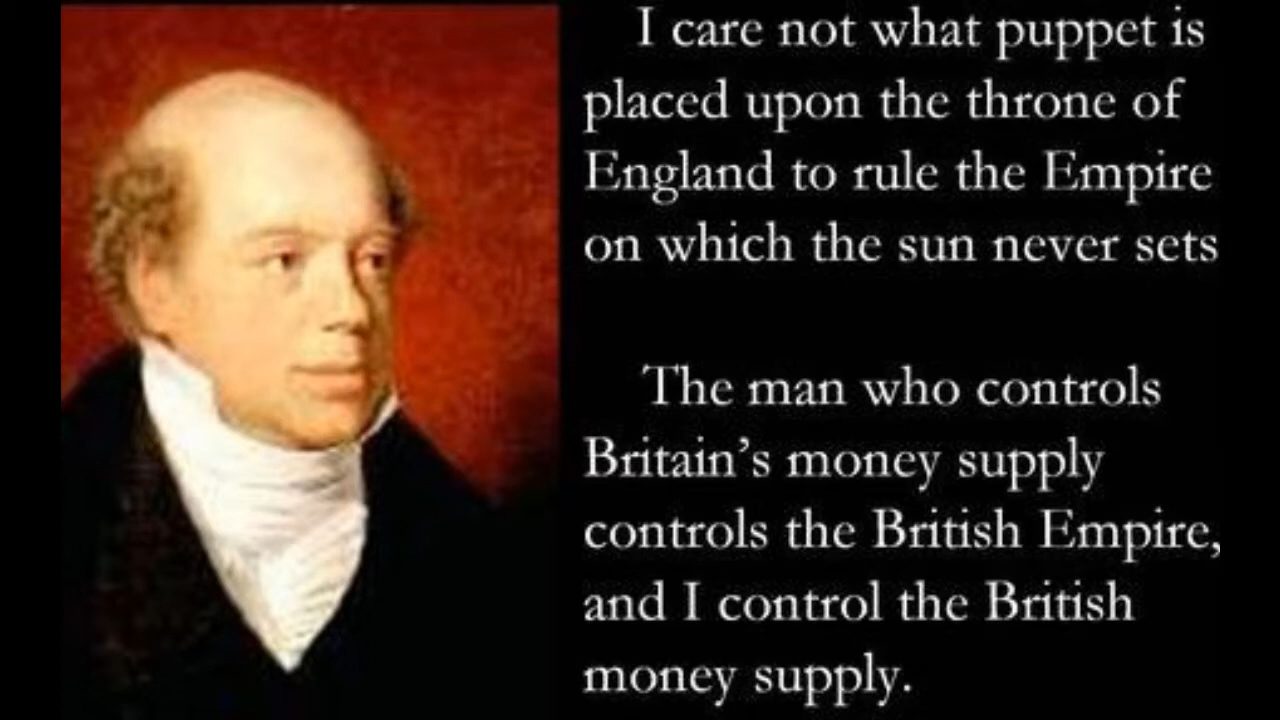 I care not what puppet is
placed upon the throne of
England to rule the Empire
on which the sun never sets
The man who controls
Britain’s money supply
controls the British Empire,
and I control the British
money supply.